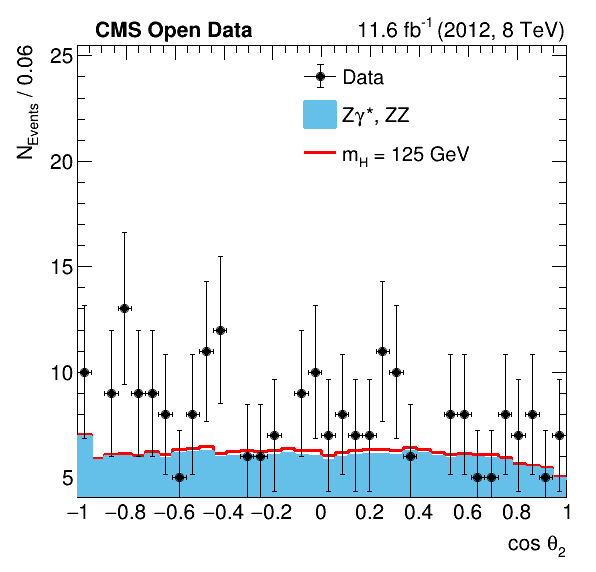 CMS Open Data 11.6 fb⁻¹ (2012, 8 TeV)
N_Events / 0.06
25
20
15
10
5
Data
Zγ*, ZZ
m_H = 125 GeV
−1 −0.8 −0.6 −0.4 −0.2 0 0.2 0.4 0.6 0.8 1
cos θ₂